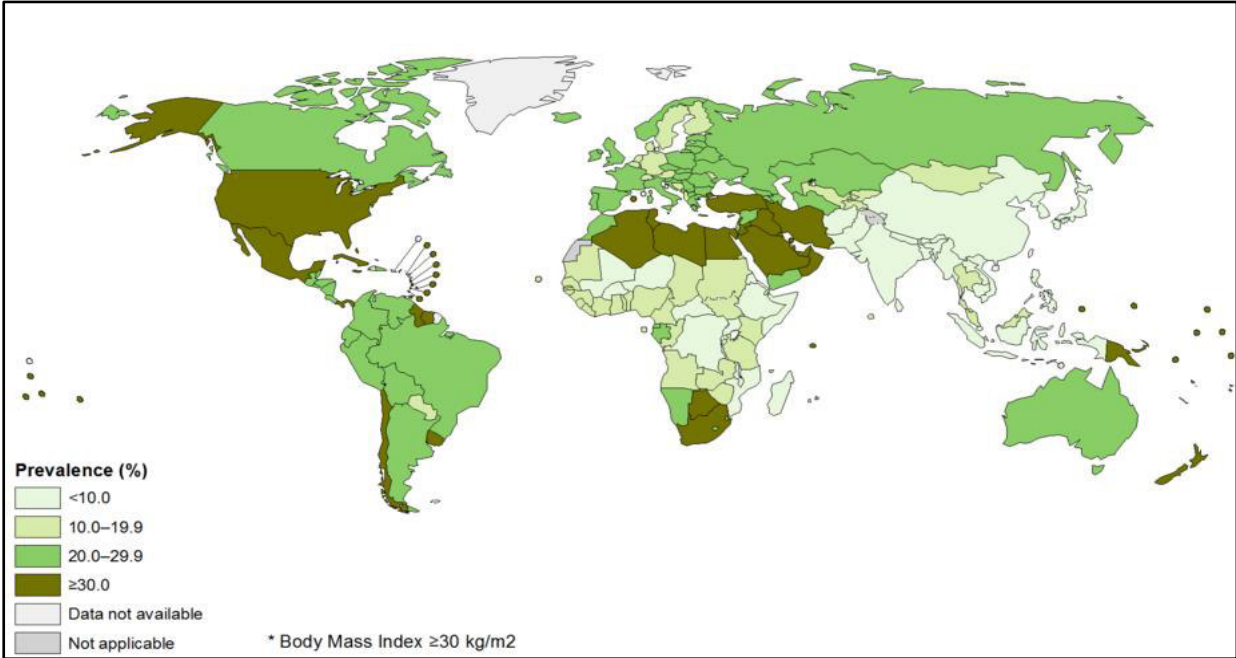 Prevalence (%)
<10.0
10.0–19.9
20.0–29.9
≥30.0
Data not available
Not applicable
* Body Mass Index ≥30 kg/m2